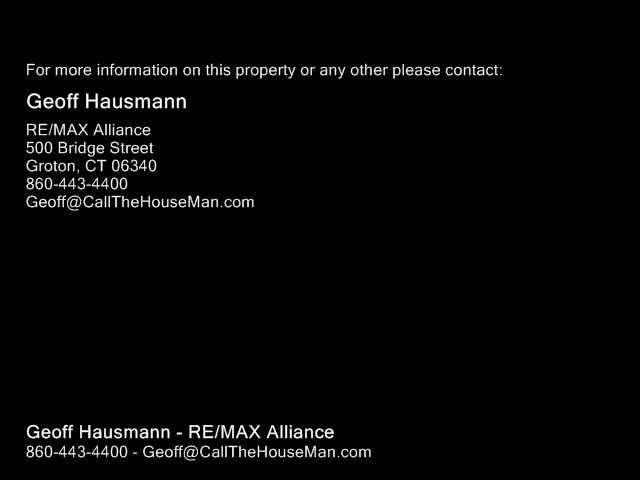 For more information on this property or any other please contact:
Geoff Hausmann
RE/MAX Alliance
500 Bridge Street
Groton, CT 06340
860-443-4400
Geoff@CallTheHouseMan.com
Geoff Hausmann - RE/MAX Alliance
860-443-4400 - Geoff@CallTheHouseMan.com